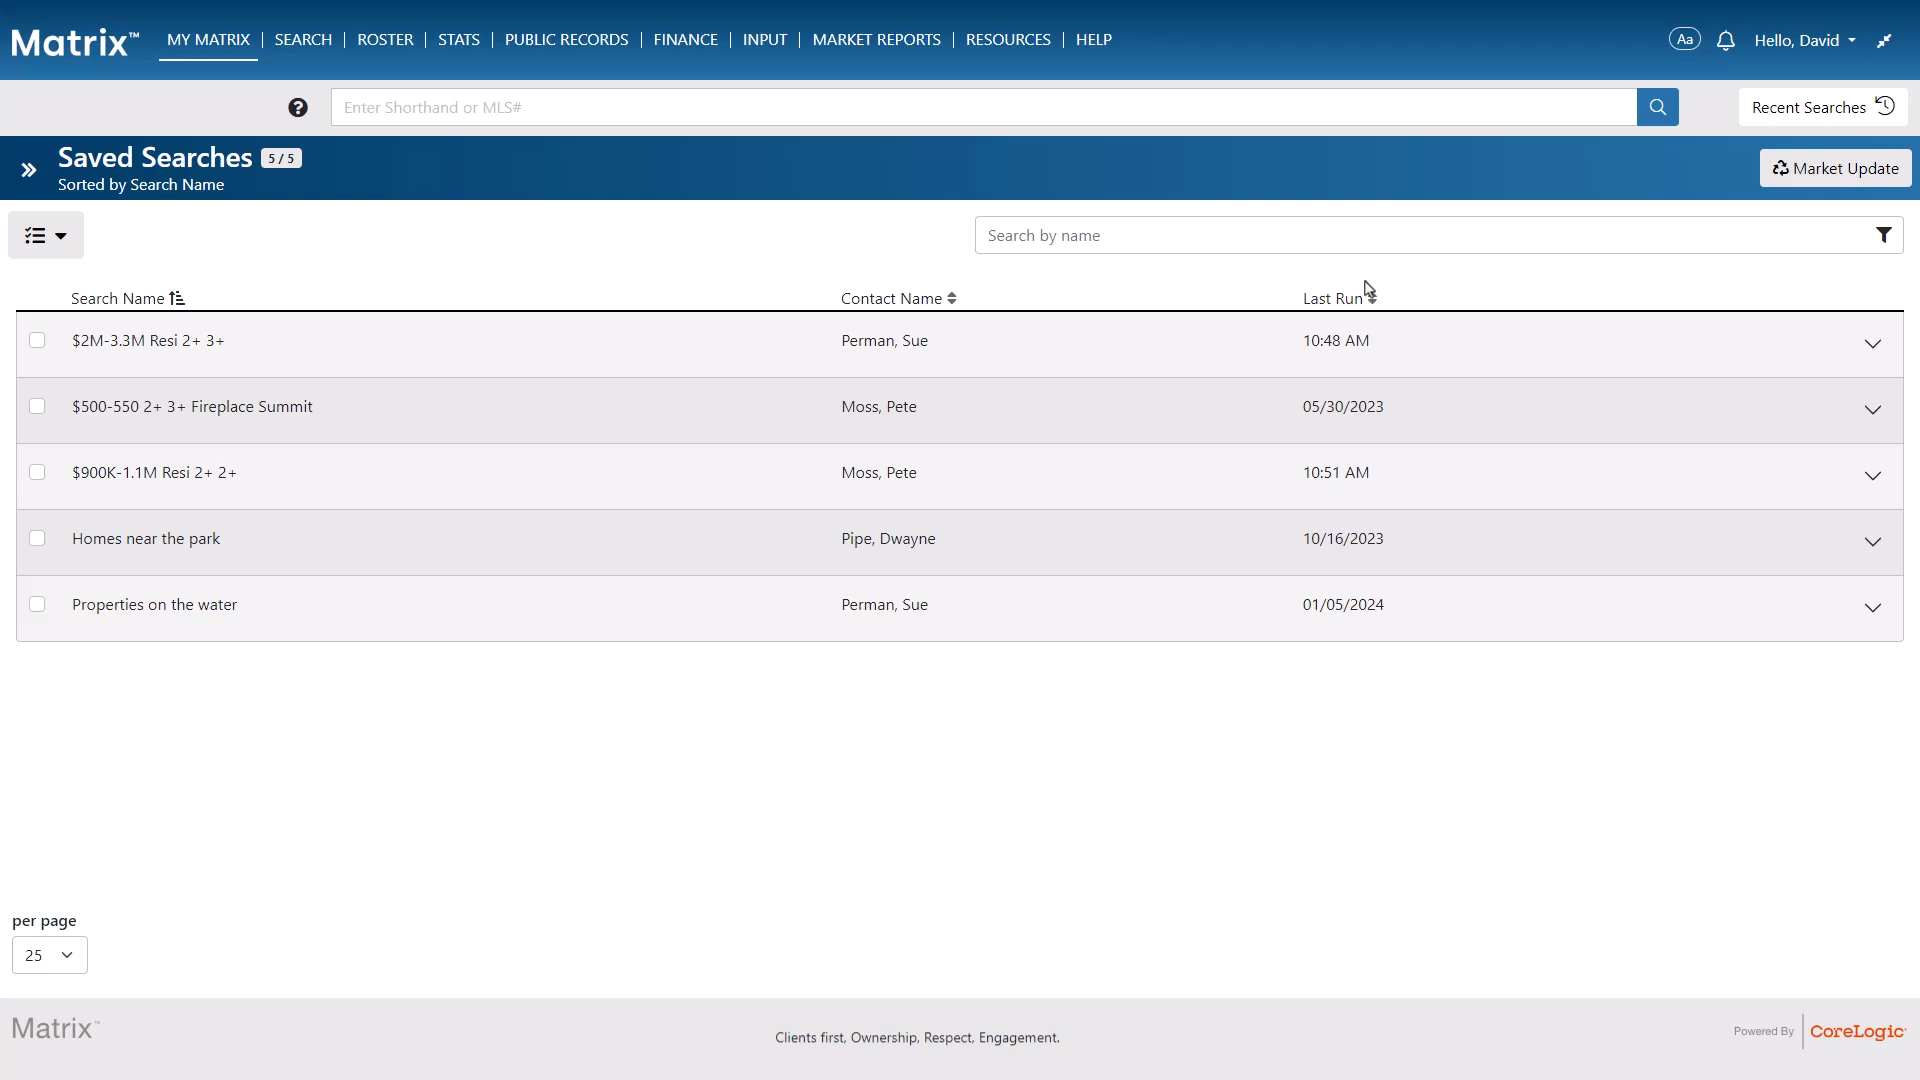 Matrix™ MY MATRIX | SEARCH | ROSTER | STATS | PUBLIC RECORDS | FINANCE | INPUT | MARKET REPORTS | RESOURCES | HELP Aa Hello, David
? Enter Shorthand or MLS# Recent Searches
Saved Searches 5 / 5
Sorted by Search Name
Market Update
Search by name
Search Name Contact Name Last Run
$2M-3.3M Resi 2+ 3+ Perman, Sue 10:48 AM
$500-550 2+ 3+ Fireplace Summit Moss, Pete 05/30/2023
$900K-1.1M Resi 2+ 2+ Moss, Pete 10:51 AM
Homes near the park Pipe, Dwayne 10/16/2023
Properties on the water Perman, Sue 01/05/2024
per page
25
Matrix™
Clients first, Ownership, Respect, Engagement.
Powered By CoreLogic